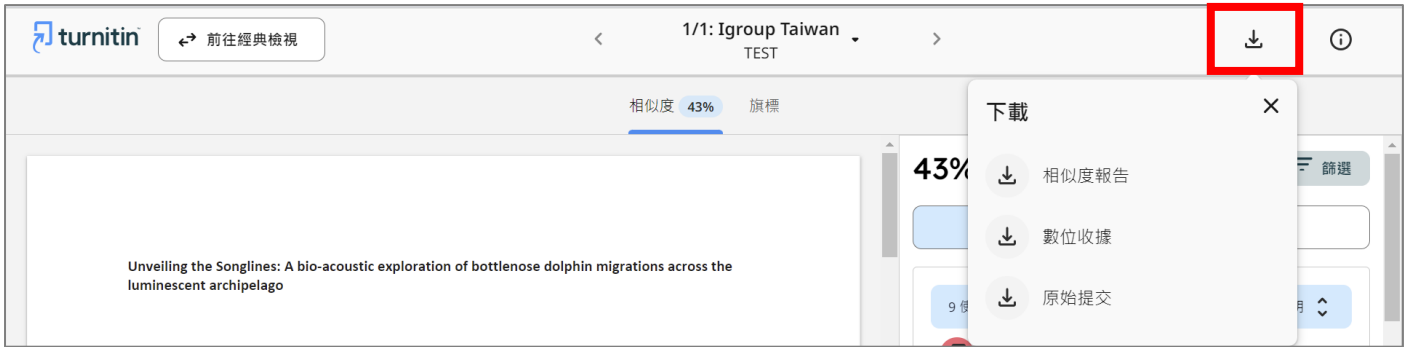 turnitin
前往經典檢視
1/1: Igroup Taiwan
TEST
相似度 43%
旗標
下載
43%
篩選
相似度報告
數位收據
Unveiling the Songlines: A bio-acoustic exploration of bottlenose dolphin migrations across the
luminescent archipelago
原始提交
9